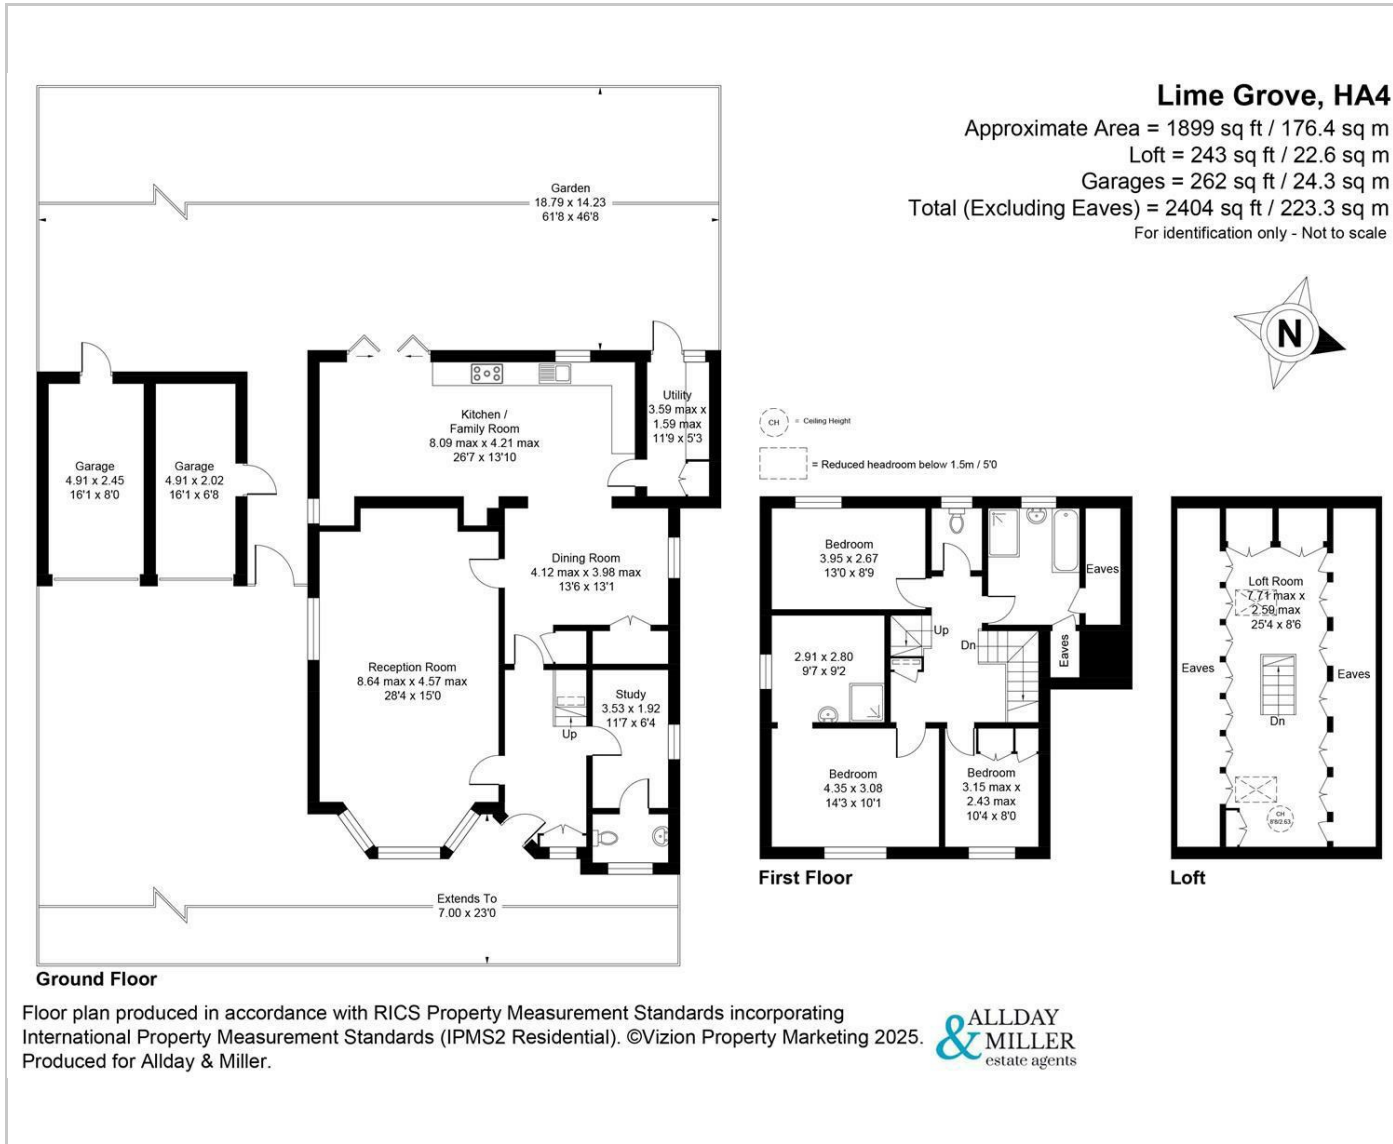 Lime Grove, HA4
Approximate Area = 1899 sq ft / 176.4 sq m
Loft = 243 sq ft / 22.6 sq m
Garages = 262 sq ft / 24.3 sq m
Total (Excluding Eaves) = 2404 sq ft / 223.3 sq m
For identification only - Not to scale
N
CH = Ceiling Height
= Reduced headroom below 1.5m / 5'0
Garden
18.79 x 14.23
61'8 x 46'8
Garage
4.91 x 2.45
16'1 x 8'0
Garage
4.91 x 2.02
16'1 x 6'8
Kitchen /
Family Room
8.09 max x 4.21 max
26'7 x 13'10
Utility
3.59 max x
1.59 max
11'9 x 5'3
Dining Room
4.12 max x 3.98 max
13'6 x 13'1
Reception Room
8.64 max x 4.57 max
28'4 x 15'0
Study
3.53 x 1.92
11'7 x 6'4
Up
Extends To
7.00 x 23'0
Ground Floor
Bedroom
3.95 x 2.67
13'0 x 8'9
Eaves
Up
Dn
Eaves
2.91 x 2.80
9'7 x 9'2
Bedroom
4.35 x 3.08
14'3 x 10'1
Bedroom
3.15 max x
2.43 max
10'4 x 8'0
First Floor
Loft Room
7.71 max x
2.59 max
25'4 x 8'6
Eaves
Eaves
Dn
CH
8'8/2.63
Loft
Floor plan produced in accordance with RICS Property Measurement Standards incorporating
International Property Measurement Standards (IPMS2 Residential). ©Vizion Property Marketing 2025.
Produced for Allday & Miller.
ALLDAY
& MILLER
estate agents